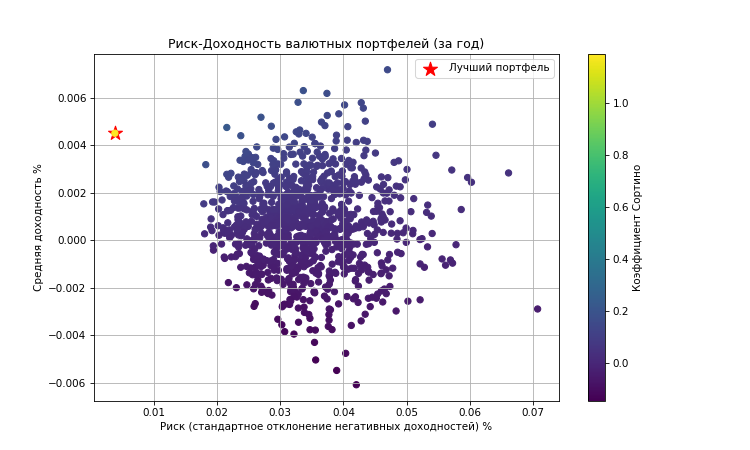 Риск-Доходность валютных портфелей (за год)
Лучший портфель
Средняя доходность %
0.006
0.004
0.002
0.000
−0.002
−0.004
−0.006
0.01 0.02 0.03 0.04 0.05 0.06 0.07
Риск (стандартное отклонение негативных доходностей) %
1.0
0.8
0.6
0.4
0.2
0.0
Коэффициент Сортино